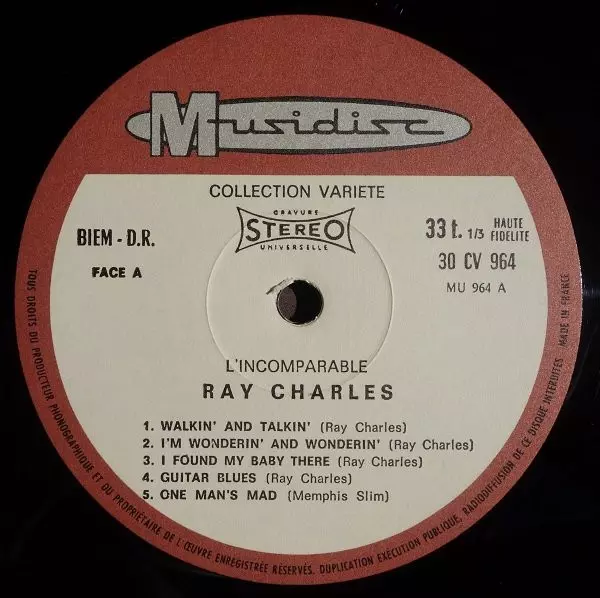 Musidisc
COLLECTION VARIETE
GRAVURE
STEREO
UNIVERSELLE
BIEM - D.R.
FACE A
33 t. 1/3 HAUTE FIDELITE
30 CV 964
MU 964 A
L'INCOMPARABLE
RAY CHARLES
1. WALKIN' AND TALKIN' (Ray Charles)
2. I'M WONDERIN' AND WONDERIN' (Ray Charles)
3. I FOUND MY BABY THERE (Ray Charles)
4. GUITAR BLUES (Ray Charles)
5. ONE MAN'S MAD (Memphis Slim)
TOUS DROITS DU PRODUCTEUR PHONOGRAPHIQUE ET DU PROPRIÉTAIRE DE L'ŒUVRE ENREGISTRÉE RÉSERVÉS. DUPLICATION EXÉCUTION PUBLIQUE, RADIODIFFUSION DE CE DISQUE INTERDITES
MADE IN FRANCE